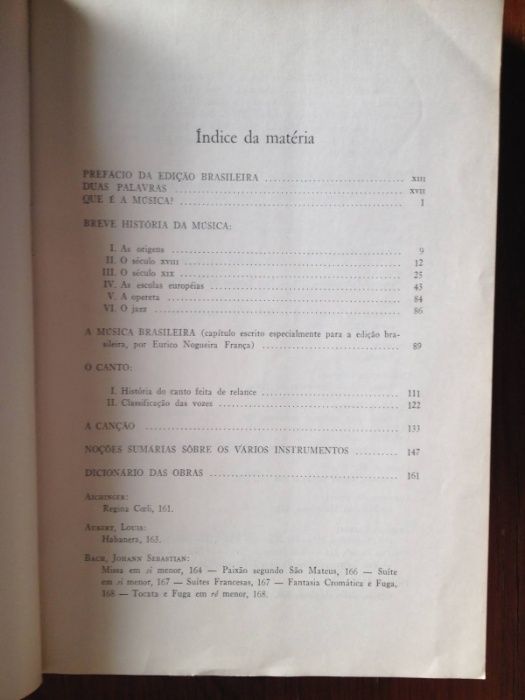 Índice da matéria
PREFÁCIO DA EDIÇÃO BRASILEIRA .......... XIII
DUAS PALAVRAS .......... XVII
QUE É A MÚSICA? .......... 1
BREVE HISTÓRIA DA MÚSICA:
I. As origens .......... 9
II. O século XVIII .......... 12
III. O século XIX .......... 25
IV. As escolas européias .......... 43
V. A opereta .......... 84
VI. O jazz .......... 86
A MÚSICA BRASILEIRA (capítulo escrito especialmente para a edição bra-
sileira, por Eurico Nogueira França) .......... 89
O CANTO:
I. História do canto feita de relance .......... 111
II. Classificação das vozes .......... 122
A CANÇÃO .......... 133
NOÇÕES SUMÁRIAS SÔBRE OS VÁRIOS INSTRUMENTOS .......... 147
DICIONÁRIO DAS OBRAS .......... 161
AICHINGER:
Regina Cœli, 161.
AUBERT, LOUIS:
Habanera, 163.
BACH, JOHANN SEBASTIAN:
Missa em si menor, 164 — Paixão segundo São Mateus, 166 — Suíte
em si menor, 167 — Suítes Francesas, 167 — Fantasia Cromática e Fuga,
168 — Tocata e Fuga em ré menor, 168.